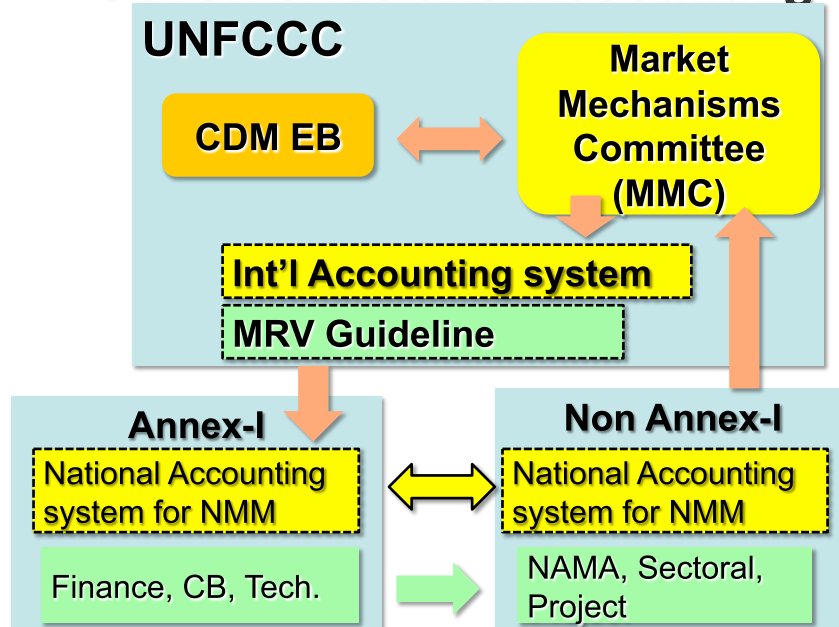 UNFCCC
CDM EB
Market
Mechanisms
Committee
(MMC)
Int'l Accounting system
MRV Guideline
Annex-I
National Accounting
system for NMM
Finance, CB, Tech.
Non Annex-I
National Accounting
system for NMM
NAMA, Sectoral,
Project